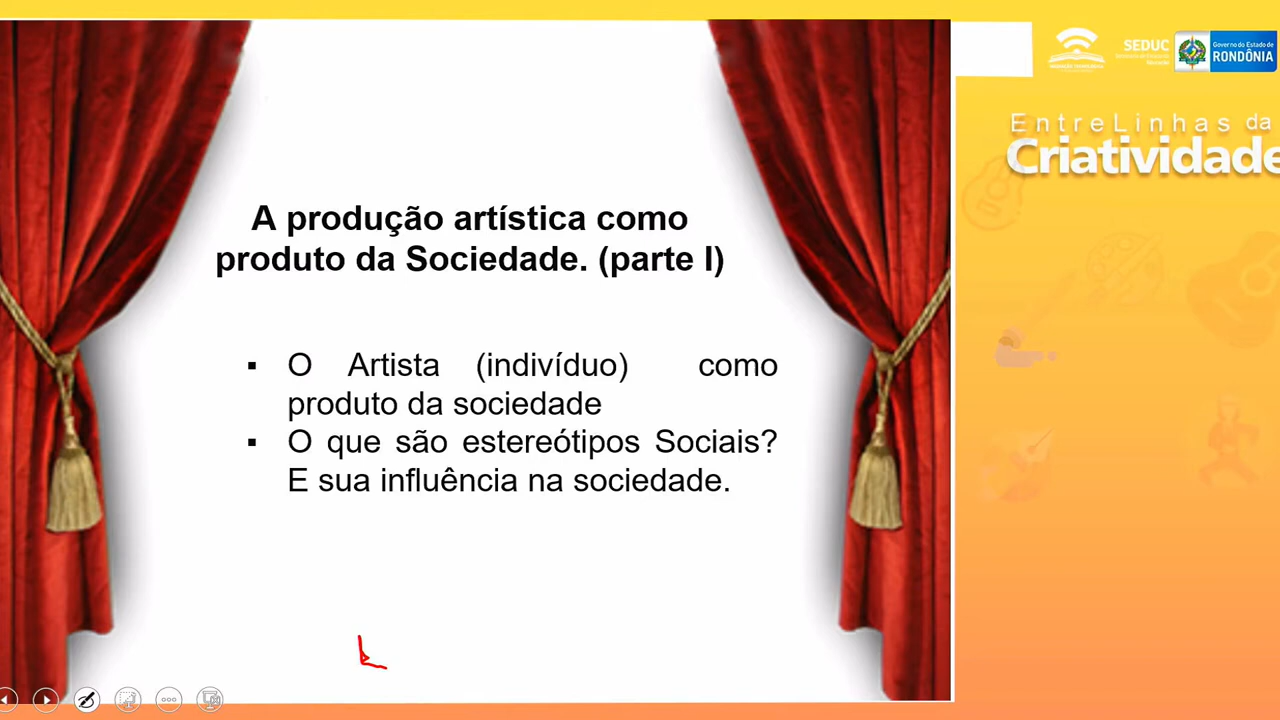 SEDUC
Governo do Estado de
RONDÔNIA
EntreLinhas da
Criatividade
A produção artística como
produto da Sociedade. (parte I)
▪ O Artista (indivíduo) como
produto da sociedade
▪ O que são estereótipos Sociais?
E sua influência na sociedade.